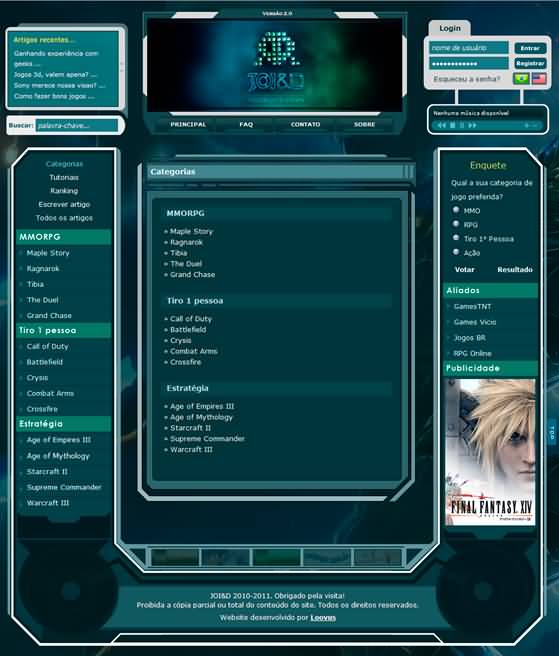 VERSÃO 2.0
Artigos recentes...
Ganhando experiência com
geeks ...
Jogos 3d, valem apena? ...
Sony merece nossa visao? ...
Como fazer bons jogos ...
Buscar: palavra-chave...
JOI&D
PRINCIPAL FAQ CONTATO SOBRE
Login
nome de usuário Entrar
Registrar
Esqueceu a senha?
Nenhuma música disponível
Categorias
Tutoriais
Ranking
Escrever artigo
Todos os artigos
MMORPG
Maple Story
Ragnarok
Tibia
The Duel
Grand Chase
Tiro 1 pessoa
Call of Duty
Battlefield
Crysis
Combat Arms
Crossfire
Estratégia
Age of Empires III
Age of Mythology
Starcraft II
Supreme Commander
Warcraft III
Categorias
MMORPG
» Maple Story
» Ragnarok
» Tibia
» The Duel
» Grand Chase
Tiro 1 pessoa
» Call of Duty
» Battlefield
» Crysis
» Combat Arms
» Crossfire
Estratégia
» Age of Empires III
» Age of Mythology
» Starcraft II
» Supreme Commander
» Warcraft III
Enquete
Qual a sua categoria de
jogo preferida?
MMO
RPG
Tiro 1ª Pessoa
Ação
Votar Resultado
Aliados
GamesTNT
Games Vicio
Jogos BR
RPG Online
Publicidade
FINAL FANTASY XIV
TOP
JOI&D 2010-2011. Obrigado pela visita!
Proibida a cópia parcial ou total do conteúdo do site. Todos os direitos reservados.
Website desenvolvido por Loovus